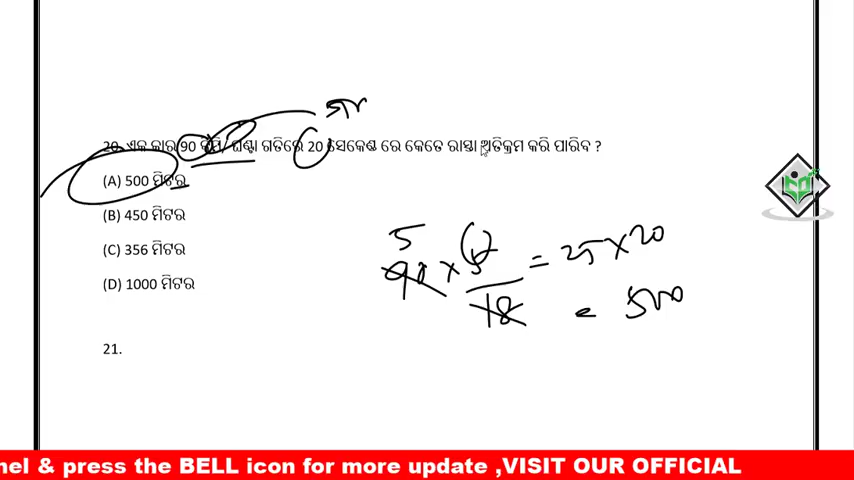 20. ଏକ କାର 90 କିମି/ ଘଣ୍ଟା ଗତିରେ 20 ସେକେଣ୍ଡ ରେ କେତେ ରାସ୍ତା ଅତିକ୍ରମ କରି ପାରିବ ?
(A) 500 ମିଟର
(B) 450 ମିଟର
(C) 356 ମିଟର
(D) 1000 ମିଟର
5
90 × 5 = 25 × 20
18 = 500
21.
nel & press the BELL icon for more update ,VISIT OUR OFFICIAL